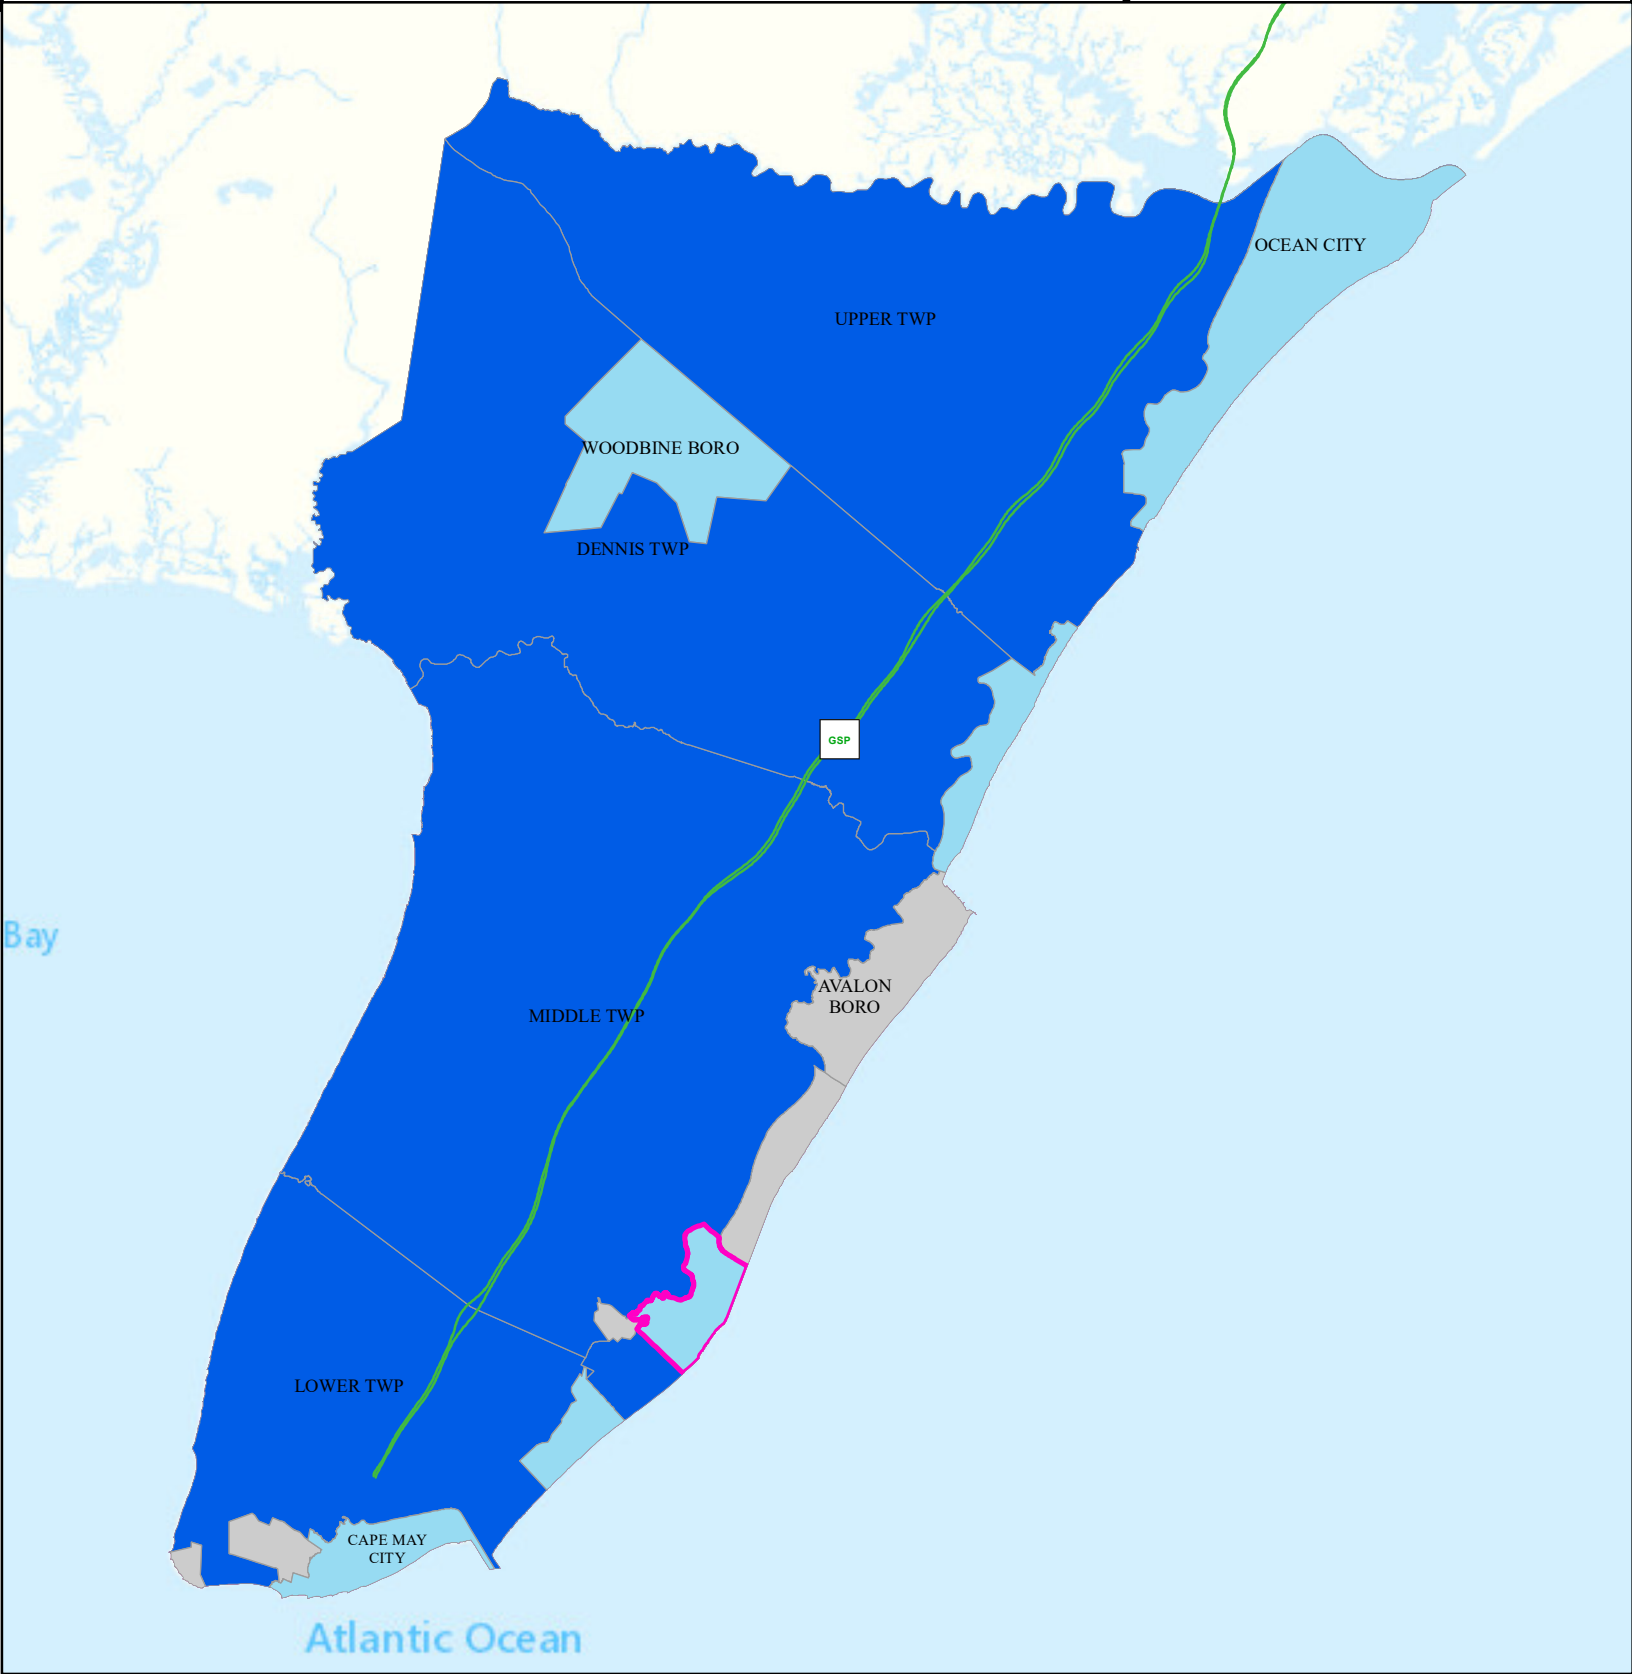 OCEAN CITY
UPPER TWP
WOODBINE BORO
DENNIS TWP
GSP
Bay
AVALON
BORO
MIDDLE TWP
LOWER TWP
CAPE MAY
CITY
Atlantic Ocean